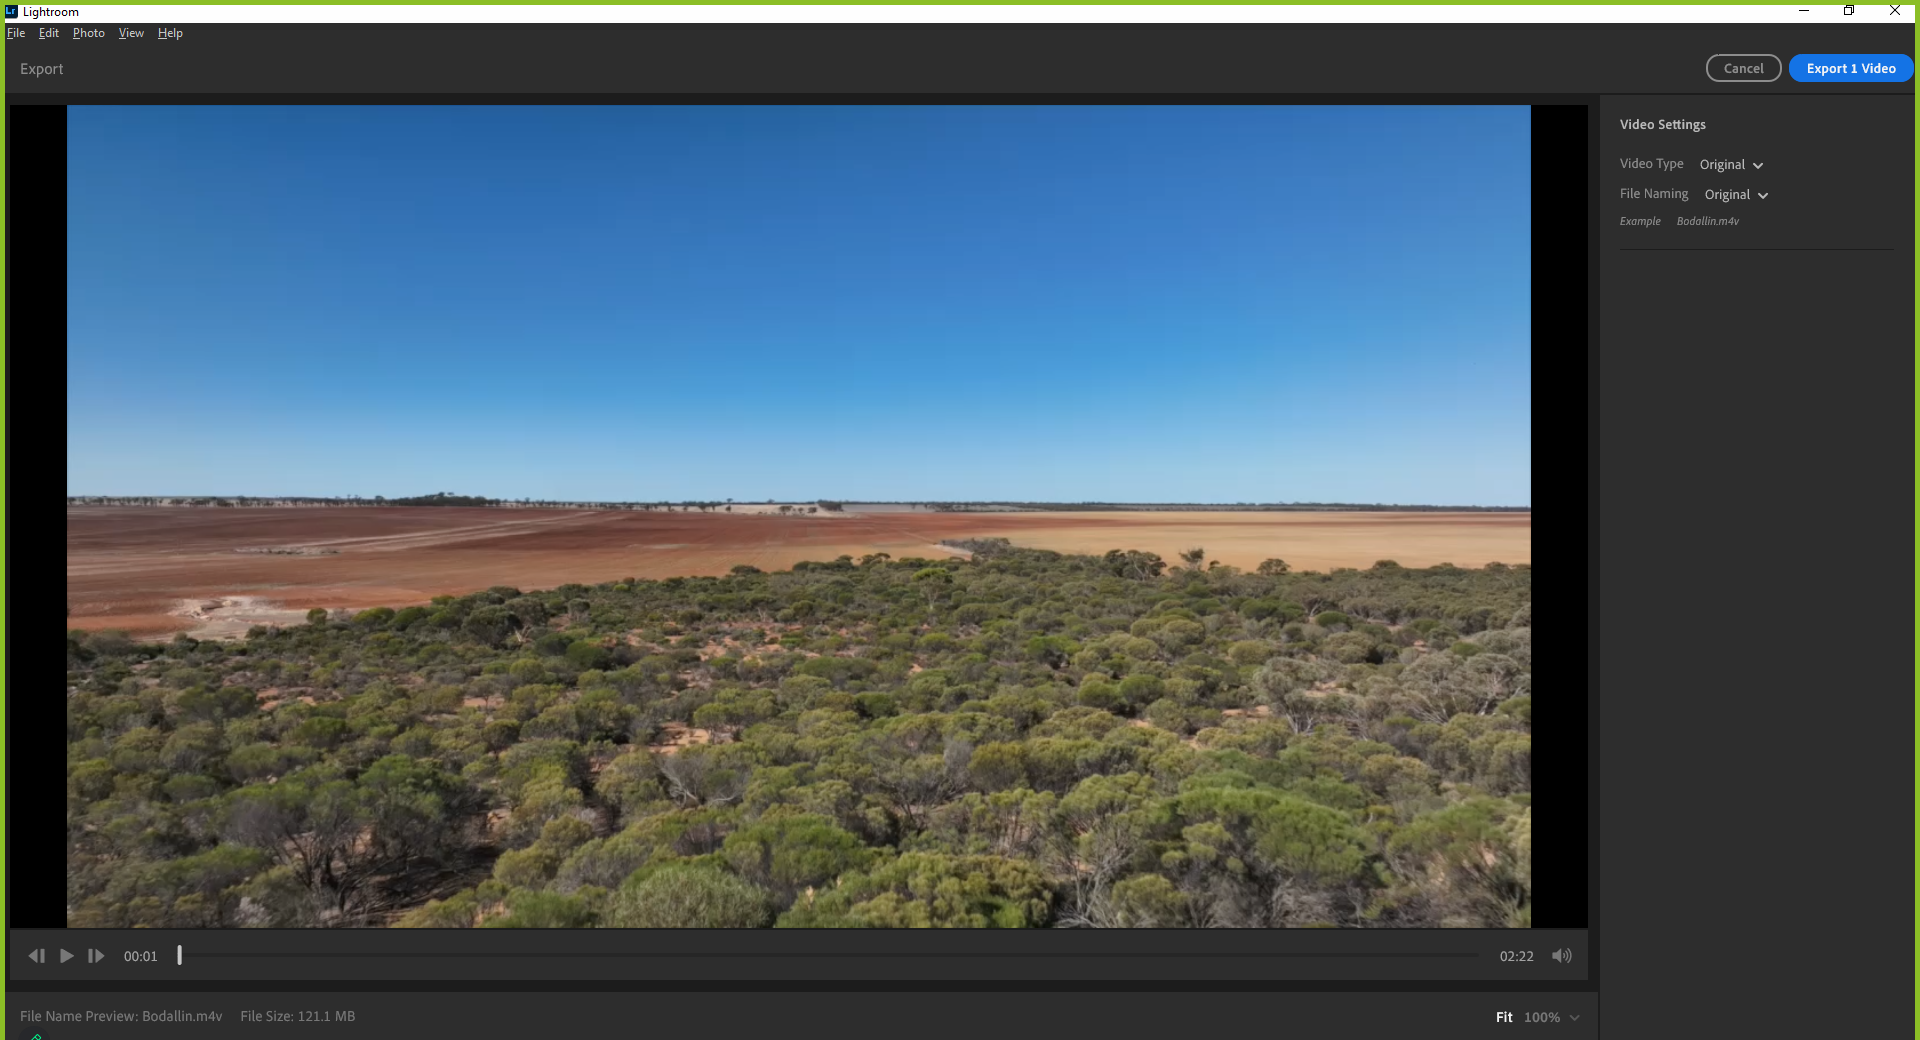 Lr Lightroom
File Edit Photo View Help
Export Cancel Export 1 Video
Video Settings
Video Type Original
File Naming Original
Example Bodallin.m4v
00:01 02:22
File Name Preview: Bodallin.m4v File Size: 121.1 MB Fit 100%